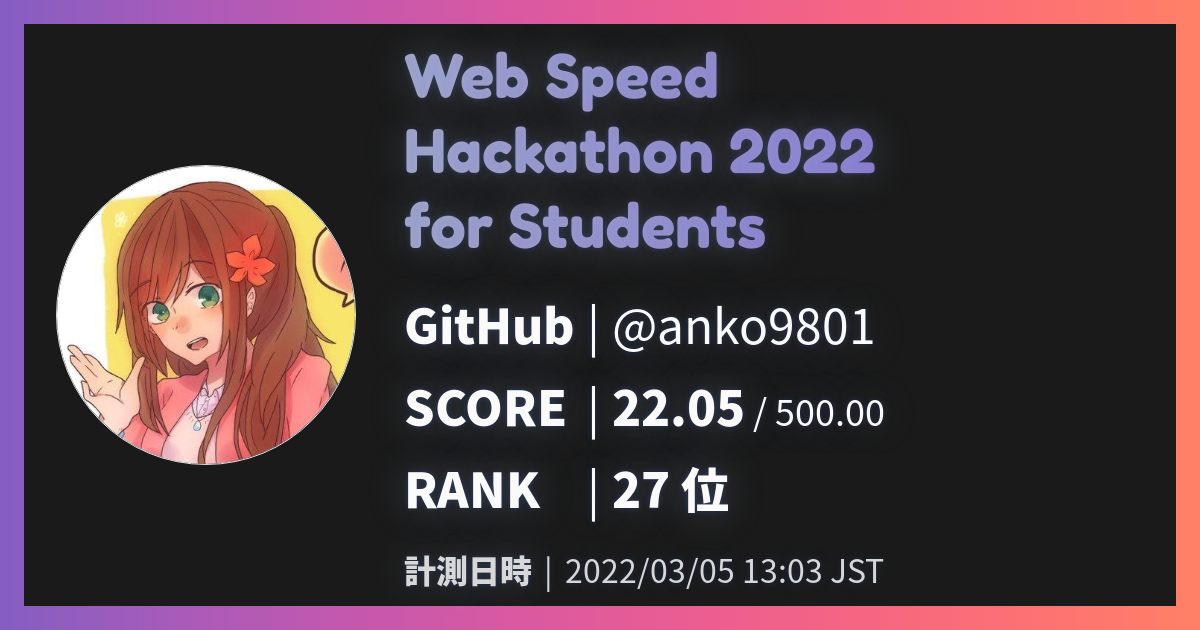 Web Speed
Hackathon 2022
for Students
GitHub | @anko9801
SCORE | 22.05 / 500.00
RANK | 27 位
計測日時 | 2022/03/05 13:03 JST